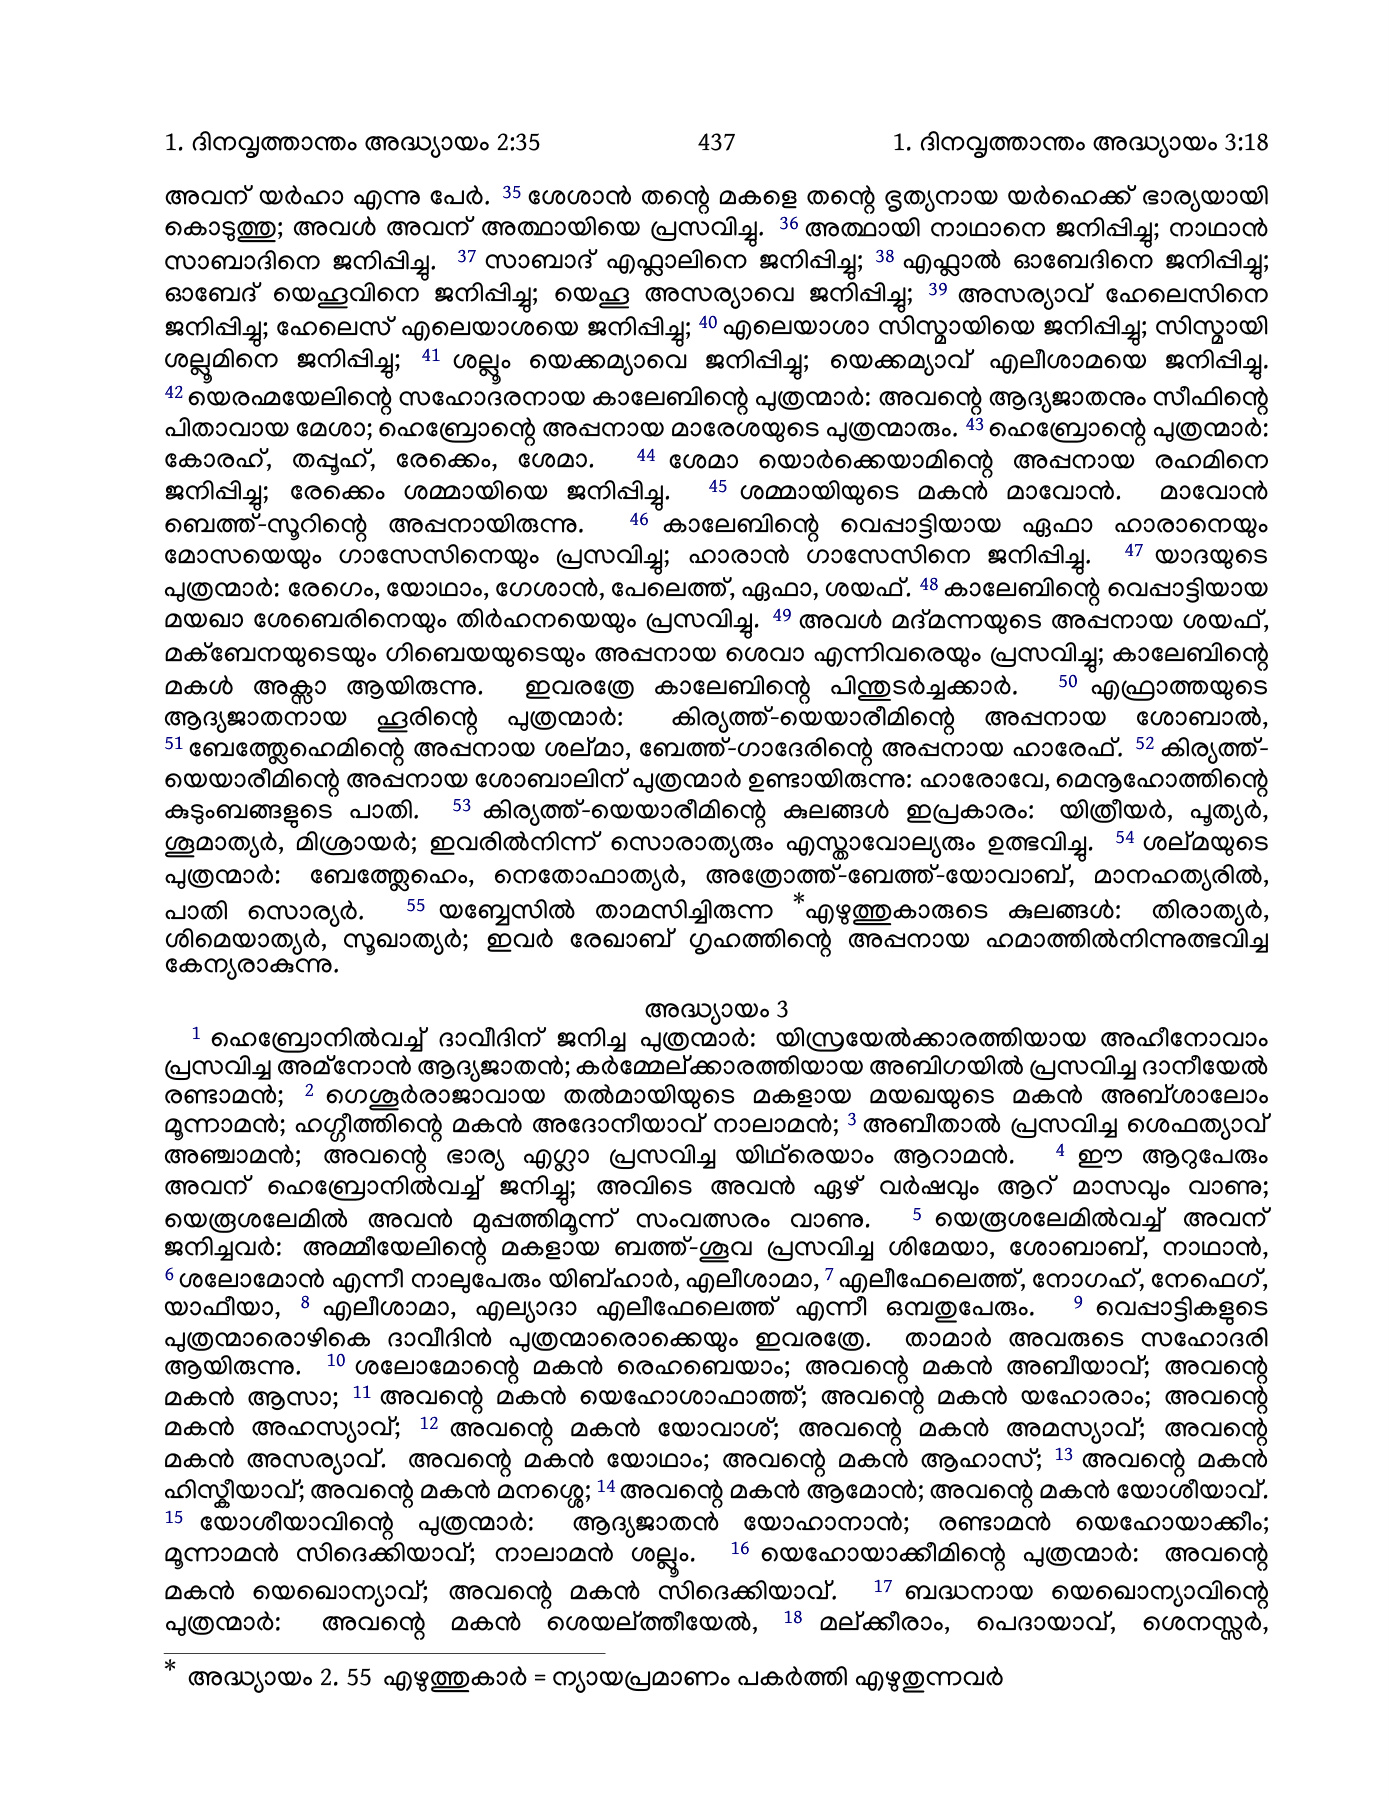 1. ദിനവൃത്താന്തം അദ്ധ്യായം 2:35 437 1. ദിനവൃത്താന്തം അദ്ധ്യായം 3:18
അവന് യർഹാ എന്നു പേർ. 35 ശേശാൻ തന്റെ മകളെ തന്റെ ഭൃത്യനായ യർഹെക്ക് ഭാര്യയായി
കൊടുത്തു; അവൾ അവന് അത്ഥായിയെ പ്രസവിച്ചു. 36 അത്ഥായി നാഥാനെ ജനിപ്പിച്ചു; നാഥാൻ
സാബാദിനെ ജനിപ്പിച്ചു. 37 സാബാദ് എഫ്ലാലിനെ ജനിപ്പിച്ചു; 38 എഫ്ലാൽ ഓബേദിനെ ജനിപ്പിച്ചു;
ഓബേദ് യെഹൂവിനെ ജനിപ്പിച്ചു; യെഹൂ അസര്യാവെ ജനിപ്പിച്ചു; 39 അസര്യാവ് ഹേലെസിനെ
ജനിപ്പിച്ചു; ഹേലെസ് എലെയാശയെ ജനിപ്പിച്ചു; 40 എലെയാശാ സിസ്മായിയെ ജനിപ്പിച്ചു; സിസ്മായി
ശല്ലൂമിനെ ജനിപ്പിച്ചു; 41 ശല്ലൂം യെക്കമ്യാവെ ജനിപ്പിച്ചു; യെക്കമ്യാവ് എലീശാമയെ ജനിപ്പിച്ചു.
42 യെരഹ്മയേലിന്റെ സഹോദരനായ കാലേബിന്റെ പുത്രന്മാർ: അവന്റെ ആദ്യജാതനും സീഫിന്റെ
പിതാവായ മേശാ; ഹെബ്രോന്റെ അപ്പനായ മാരേശയുടെ പുത്രന്മാരും. 43 ഹെബ്രോന്റെ പുത്രന്മാർ:
കോരഹ്, തപ്പൂഹ്, രേക്കെം, ശേമാ. 44 ശേമാ യൊർക്കെയാമിന്റെ അപ്പനായ രഹമിനെ
ജനിപ്പിച്ചു; രേക്കെം ശമ്മായിയെ ജനിപ്പിച്ചു. 45 ശമ്മായിയുടെ മകൻ മാവോൻ. മാവോൻ
ബെത്ത്-സൂറിന്റെ അപ്പനായിരുന്നു. 46 കാലേബിന്റെ വെപ്പാട്ടിയായ ഏഫാ ഹാരാനെയും
മോസയെയും ഗാസേസിനെയും പ്രസവിച്ചു; ഹാരാൻ ഗാസേസിനെ ജനിപ്പിച്ചു. 47 യാദയുടെ
പുത്രന്മാർ: രേഗെം, യോഥാം, ഗേശാൻ, പേലെത്ത്, ഏഫാ, ശയഫ്. 48 കാലേബിന്റെ വെപ്പാട്ടിയായ
മയഖാ ശേബെരിനെയും തിർഹനയെയും പ്രസവിച്ചു. 49 അവൾ മദ്മന്നയുടെ അപ്പനായ ശയഫ്,
മക്ബേനയുടെയും ഗിബെയയുടെയും അപ്പനായ ശെവാ എന്നിവരെയും പ്രസവിച്ചു; കാലേബിന്റെ
മകൾ അക്സാ ആയിരുന്നു. ഇവരത്രേ കാലേബിന്റെ പിന്തുടർച്ചക്കാർ. 50 എഫ്രാത്തയുടെ
ആദ്യജാതനായ ഹൂരിന്റെ പുത്രന്മാർ: കിര്യത്ത്-യെയാരീമിന്റെ അപ്പനായ ശോബാൽ,
51 ബേത്ത്ലേഹെമിന്റെ അപ്പനായ ശല്മാ, ബേത്ത്-ഗാദേരിന്റെ അപ്പനായ ഹാരേഫ്. 52 കിര്യത്ത്-
യെയാരീമിന്റെ അപ്പനായ ശോബാലിന് പുത്രന്മാർ ഉണ്ടായിരുന്നു: ഹാരോവേ, മെനൂഹോത്തിന്റെ
കുടുംബങ്ങളുടെ പാതി. 53 കിര്യത്ത്-യെയാരീമിന്റെ കുലങ്ങൾ ഇപ്രകാരം: യിത്രീയർ, പൂത്യർ,
ശൂമാത്യർ, മിശ്രായർ; ഇവരിൽനിന്ന് സൊരാത്യരും എസ്താവോല്യരും ഉത്ഭവിച്ചു. 54 ശല്മയുടെ
പുത്രന്മാർ: ബേത്ത്ലേഹെം, നെതോഫാത്യർ, അത്രോത്ത്-ബേത്ത്-യോവാബ്, മാനഹത്യരിൽ,
പാതി സൊര്യർ. 55 യബ്ബേസിൽ താമസിച്ചിരുന്ന *എഴുത്തുകാരുടെ കുലങ്ങൾ: തിരാത്യർ,
ശിമെയാത്യർ, സൂഖാത്യർ; ഇവർ രേഖാബ് ഗൃഹത്തിന്റെ അപ്പനായ ഹമാത്തിൽനിന്നുത്ഭവിച്ച
കേന്യരാകുന്നു.
അദ്ധ്യായം 3
1 ഹെബ്രോനിൽവച്ച് ദാവീദിന് ജനിച്ച പുത്രന്മാർ: യിസ്രയേൽക്കാരത്തിയായ അഹീനോവാം
പ്രസവിച്ച അമ്നോൻ ആദ്യജാതൻ; കർമ്മേല്ക്കാരത്തിയായ അബിഗയിൽ പ്രസവിച്ച ദാനീയേൽ
രണ്ടാമൻ; 2 ഗെശൂർരാജാവായ തൽമായിയുടെ മകളായ മയഖയുടെ മകൻ അബ്ശാലോം
മൂന്നാമൻ; ഹഗ്ഗീത്തിന്റെ മകൻ അദോനീയാവ് നാലാമൻ; 3 അബീതാൽ പ്രസവിച്ച ശെഫത്യാവ്
അഞ്ചാമൻ; അവന്റെ ഭാര്യ എഗ്ലാ പ്രസവിച്ച യിഥ്രെയാം ആറാമൻ. 4 ഈ ആറുപേരും
അവന് ഹെബ്രോനിൽവച്ച് ജനിച്ചു; അവിടെ അവൻ ഏഴ് വർഷവും ആറ് മാസവും വാണു;
യെരൂശലേമിൽ അവൻ മുപ്പത്തിമൂന്ന് സംവത്സരം വാണു. 5 യെരൂശലേമിൽവച്ച് അവന്
ജനിച്ചവർ: അമ്മീയേലിന്റെ മകളായ ബത്ത്-ശൂവ പ്രസവിച്ച ശിമേയാ, ശോബാബ്, നാഥാൻ,
6 ശലോമോൻ എന്നീ നാലുപേരും യിബ്ഹാർ, എലീശാമാ, 7 എലീഫേലെത്ത്, നോഗഹ്, നേഫെഗ്,
യാഫീയാ, 8 എലീശാമാ, എല്യാദാ എലീഫേലെത്ത് എന്നീ ഒമ്പതുപേരും. 9 വെപ്പാട്ടികളുടെ
പുത്രന്മാരൊഴികെ ദാവീദിൻ പുത്രന്മാരൊക്കെയും ഇവരത്രേ. താമാർ അവരുടെ സഹോദരി
ആയിരുന്നു. 10 ശലോമോന്റെ മകൻ രെഹബെയാം; അവന്റെ മകൻ അബീയാവ്; അവന്റെ
മകൻ ആസാ; 11 അവന്റെ മകൻ യെഹോശാഫാത്ത്; അവന്റെ മകൻ യഹോരാം; അവന്റെ
മകൻ അഹസ്യാവ്; 12 അവന്റെ മകൻ യോവാശ്; അവന്റെ മകൻ അമസ്യാവ്; അവന്റെ
മകൻ അസര്യാവ്. അവന്റെ മകൻ യോഥാം; അവന്റെ മകൻ ആഹാസ്; 13 അവന്റെ മകൻ
ഹിസ്കീയാവ്; അവന്റെ മകൻ മനശ്ശെ; 14 അവന്റെ മകൻ ആമോൻ; അവന്റെ മകൻ യോശീയാവ്.
15 യോശീയാവിന്റെ പുത്രന്മാർ: ആദ്യജാതൻ യോഹാനാൻ; രണ്ടാമൻ യെഹോയാക്കീം;
മൂന്നാമൻ സിദെക്കിയാവ്; നാലാമൻ ശല്ലൂം. 16 യെഹോയാക്കീമിന്റെ പുത്രന്മാർ: അവന്റെ
മകൻ യെഖൊന്യാവ്; അവന്റെ മകൻ സിദെക്കിയാവ്. 17 ബദ്ധനായ യെഖൊന്യാവിന്റെ
പുത്രന്മാർ: അവന്റെ മകൻ ശെയല്ത്തീയേൽ, 18 മല്ക്കീരാം, പെദായാവ്, ശെനസ്സർ,
* അദ്ധ്യായം 2. 55 എഴുത്തുകാർ = ന്യായപ്രമാണം പകർത്തി എഴുതുന്നവർ